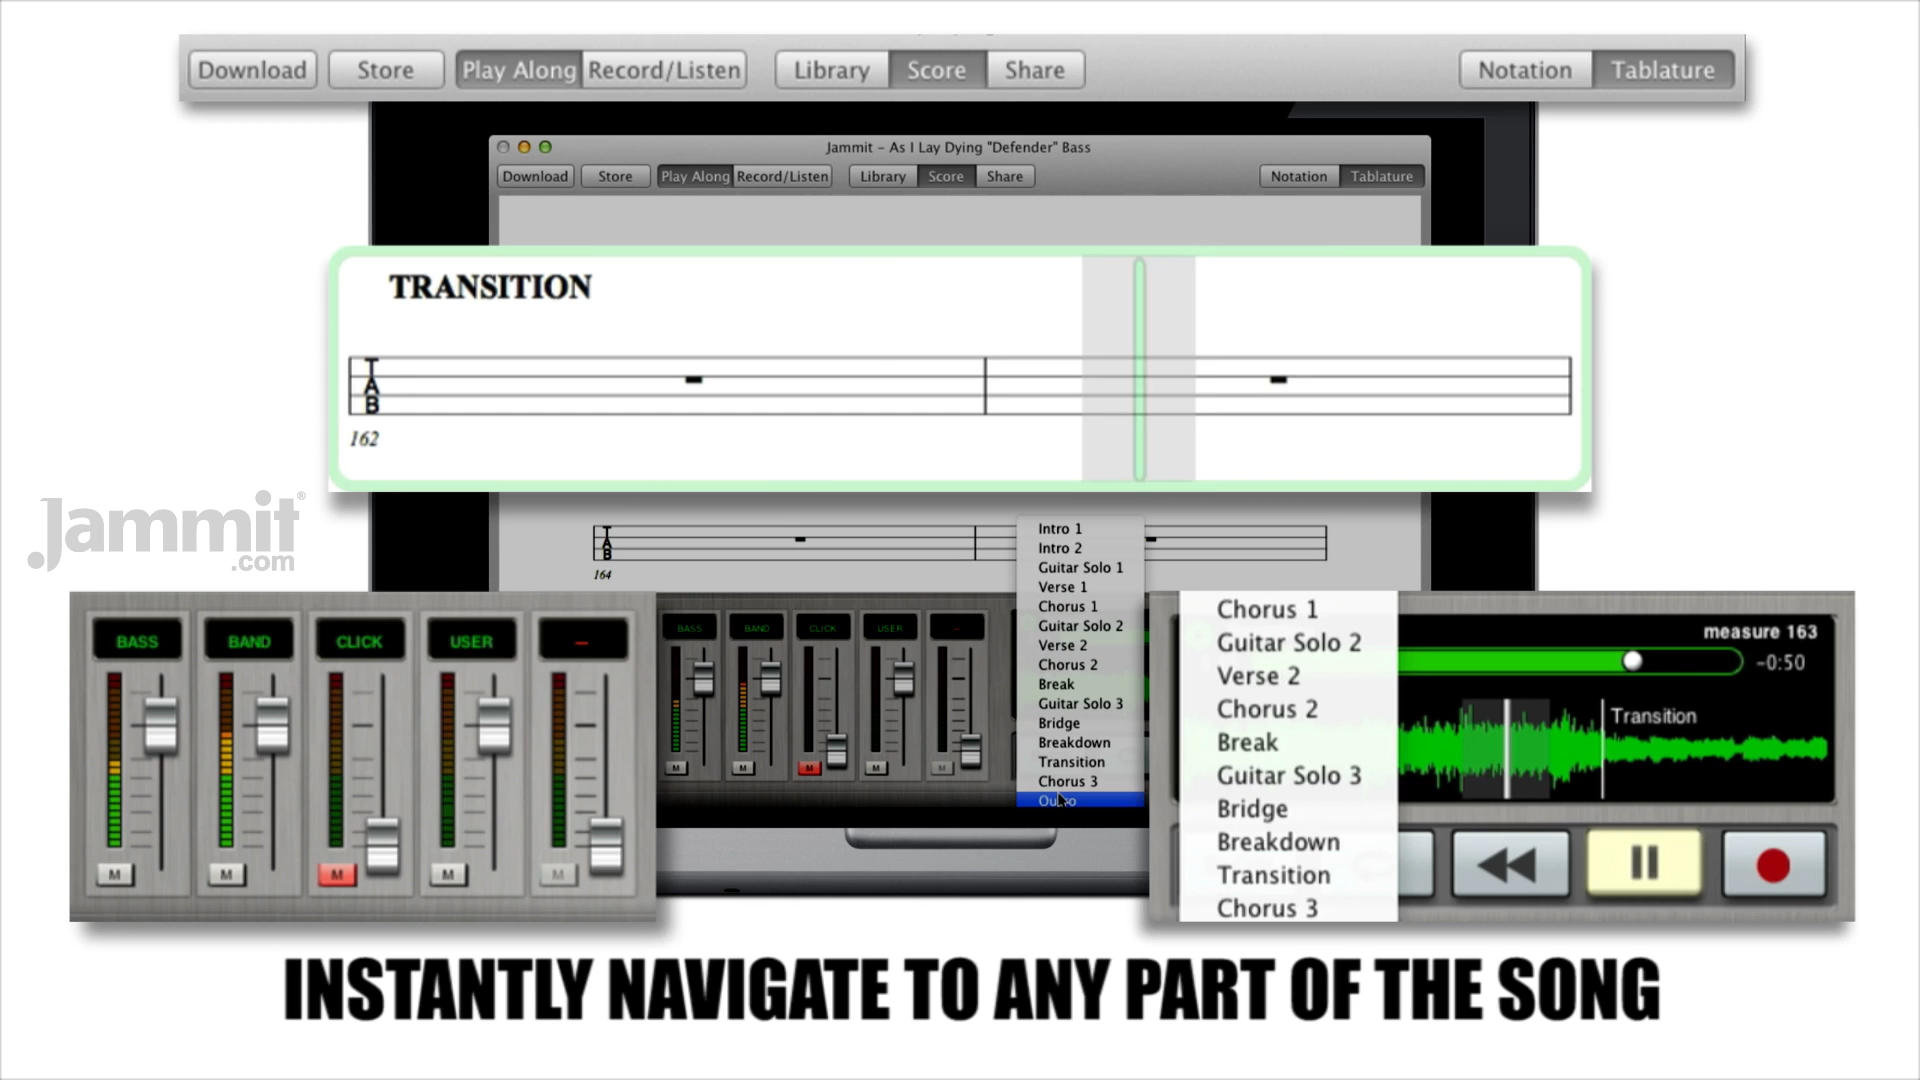 Download Store Play Along Record/Listen Library Score Share Notation Tablature
Jammit - As I Lay Dying "Defender" Bass
Download Store Play Along Record/Listen Library Score Share Notation Tablature
TRANSITION
T
A
B
162
Jammit®
.com
T
A
B
164
Intro 1
Intro 2
Guitar Solo 1
Verse 1
Chorus 1
Guitar Solo 2
Verse 2
Chorus 2
Break
Guitar Solo 3
Bridge
Breakdown
Transition
Chorus 3
BASS BAND CLICK USER –
M M M M M
BASS BAND CLICK USER –
M M M M M
Chorus 1
Guitar Solo 2
Verse 2
Chorus 2
Break
Guitar Solo 3
Bridge
Breakdown
Transition
Chorus 3
measure 163
-0:50
Transition
INSTANTLY NAVIGATE TO ANY PART OF THE SONG